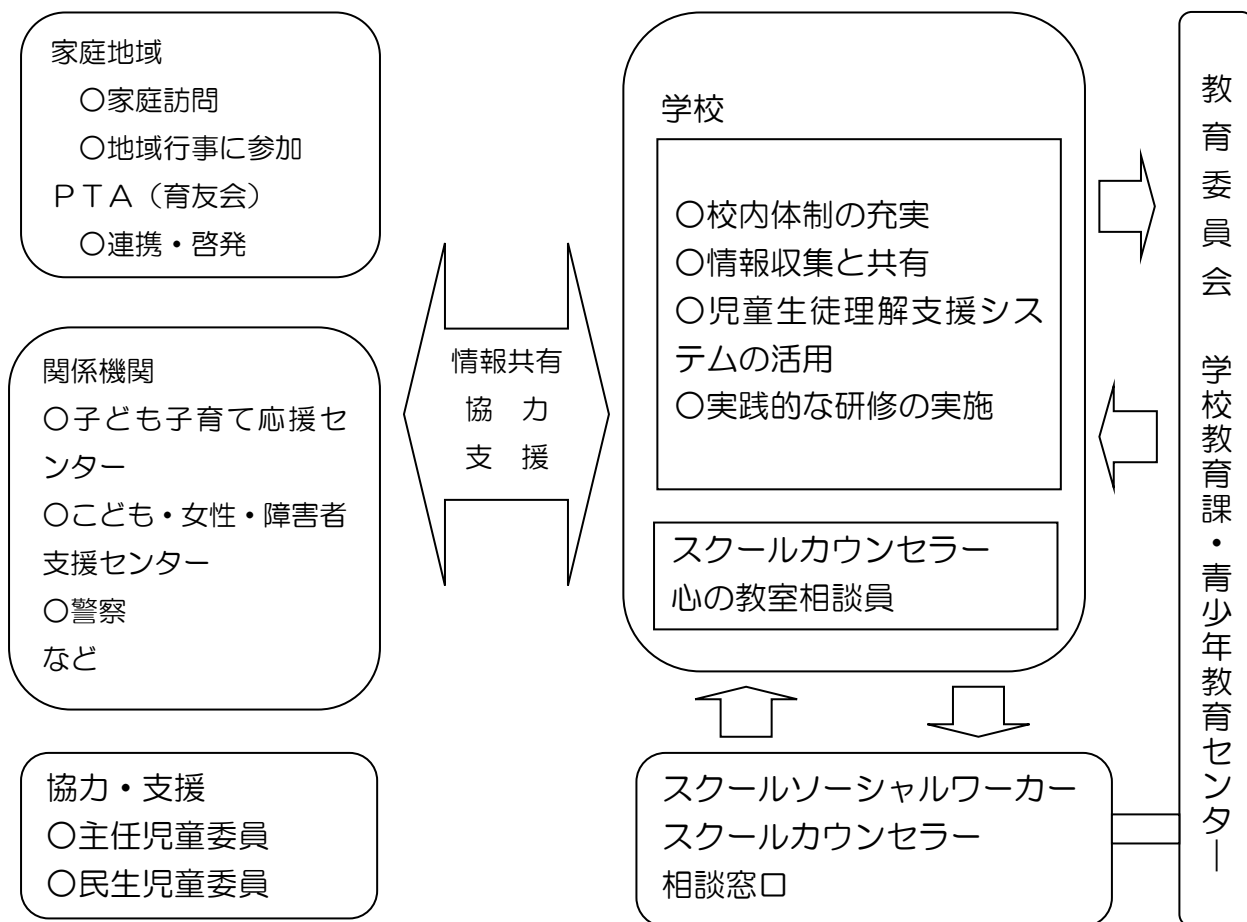 家庭地域
○家庭訪問
○地域行事に参加
ＰＴＡ（育友会）
○連携・啓発
関係機関
○子ども子育て応援セ
ンター
○こども・女性・障害者
支援センター
○警察
など
協力・支援
○主任児童委員
○民生児童委員
情報共有
協　力
支　援
学校
○校内体制の充実
○情報収集と共有
○児童生徒理解支援シス
テムの活用
○実践的な研修の実施
スクールカウンセラー
心の教室相談員
スクールソーシャルワーカー
スクールカウンセラー
相談窓口
教育委員会　学校教育課・青少年教育センター